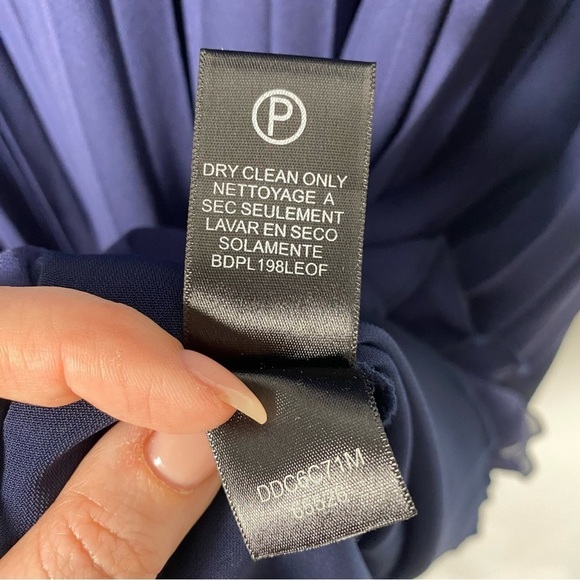 P
DRY CLEAN ONLY
NETTOYAGE A
SEC SEULEMENT
LAVAR EN SECO
SOLAMENTE
BDPL198LEOF
DDC6C71M